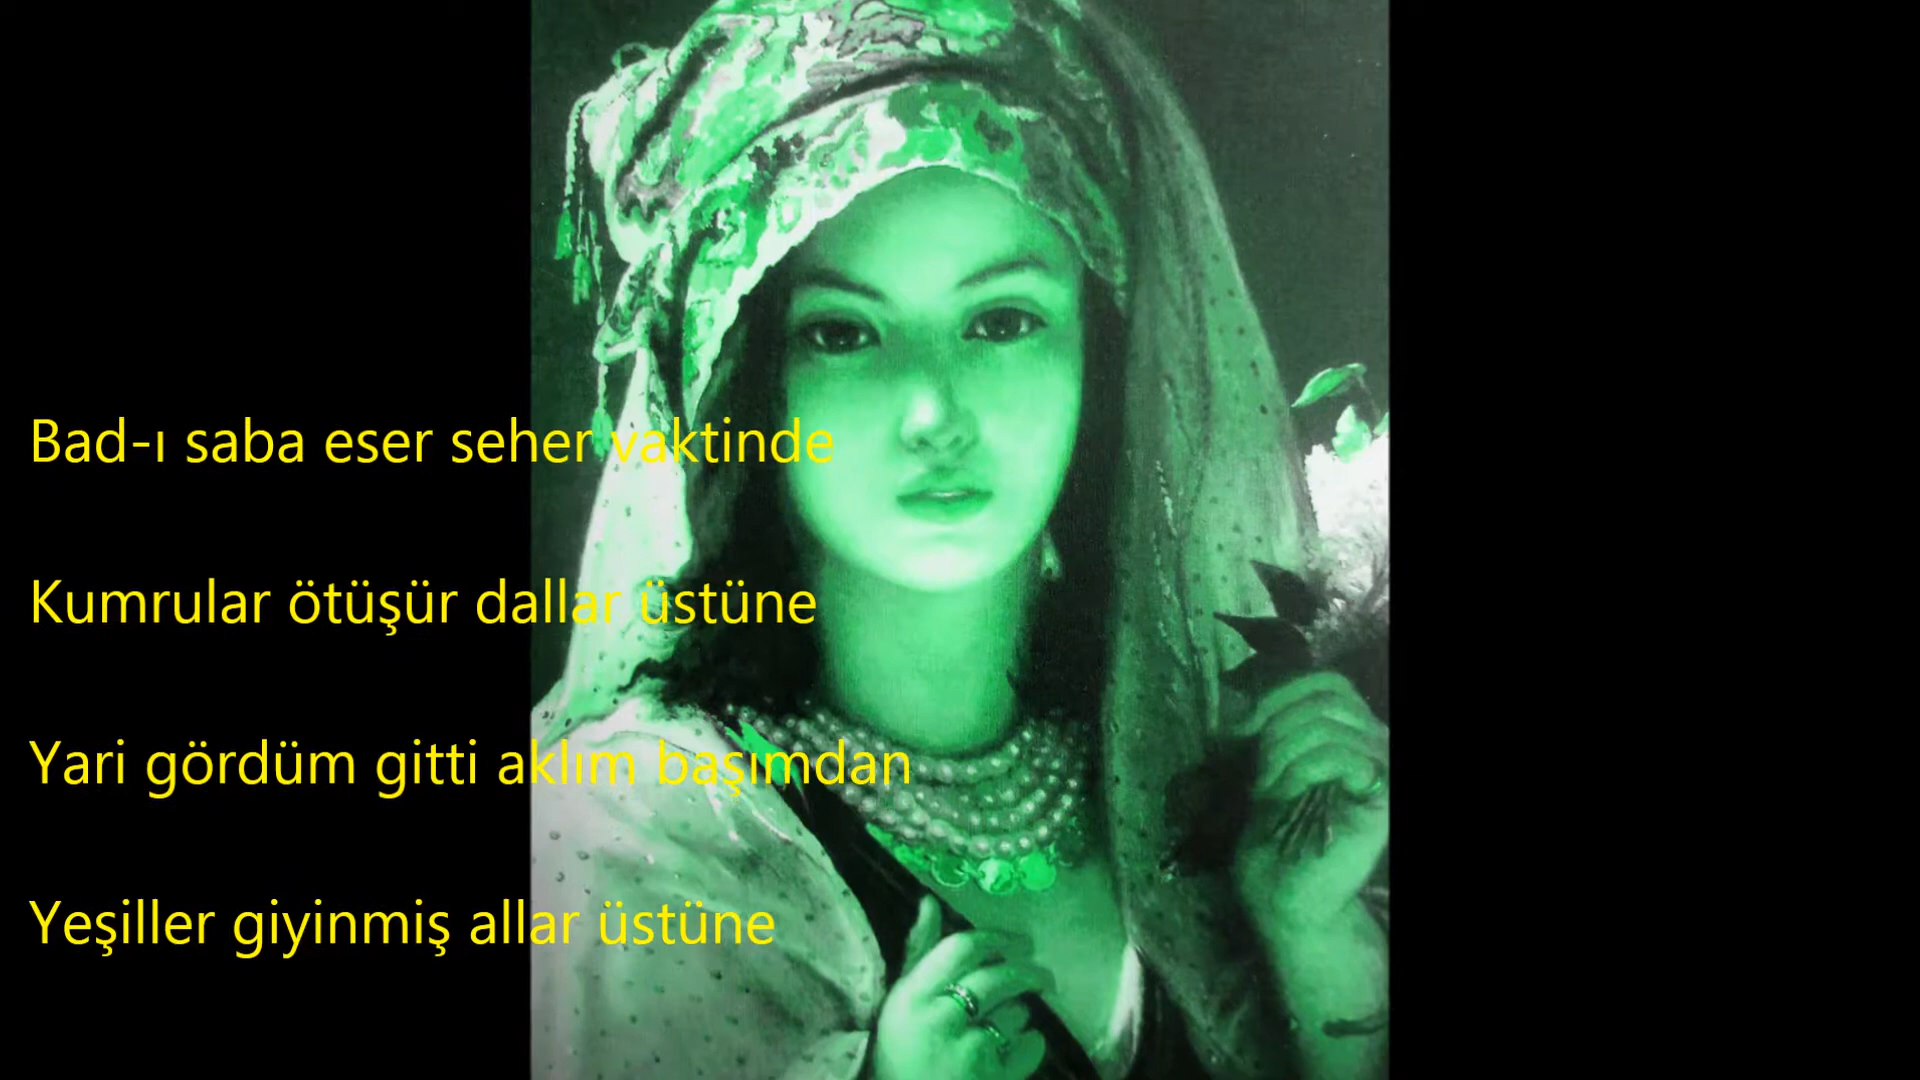 Bad-ı saba eser seher vaktinde
Kumrular ötüşür dallar üstüne
Yari gördüm gitti aklım başımdan
Yeşiller giyinmiş allar üstüne